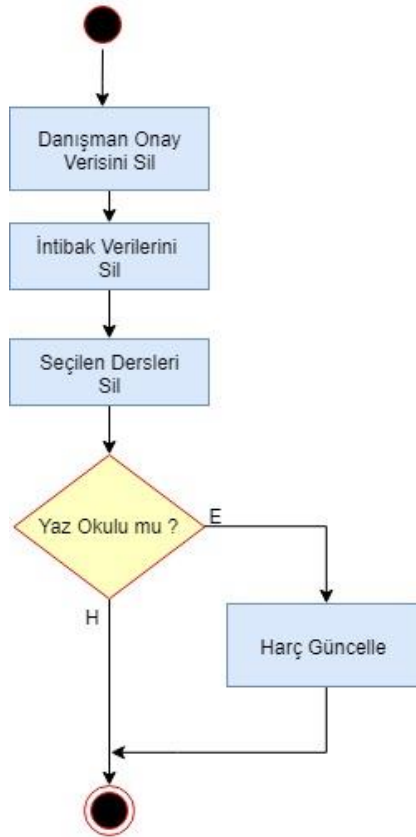 Danışman Onay
Verisini Sil
İntibak Verilerini
Sil
Seçilen Dersleri
Sil
Yaz Okulu mu ?
E
H
Harç Güncelle